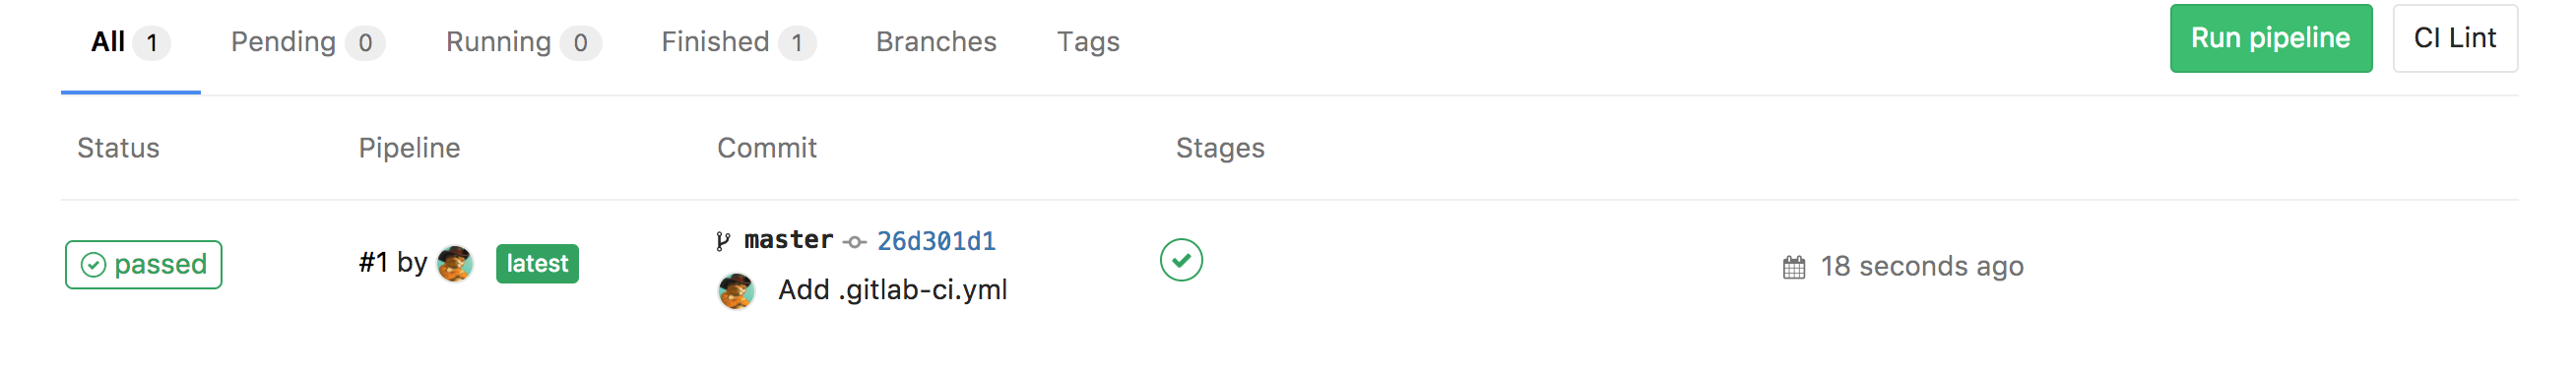 All 1 Pending 0 Running 0 Finished 1 Branches Tags Run pipeline CI Lint
Status Pipeline Commit Stages
passed #1 by latest master 26d301d1 18 seconds ago
Add .gitlab-ci.yml